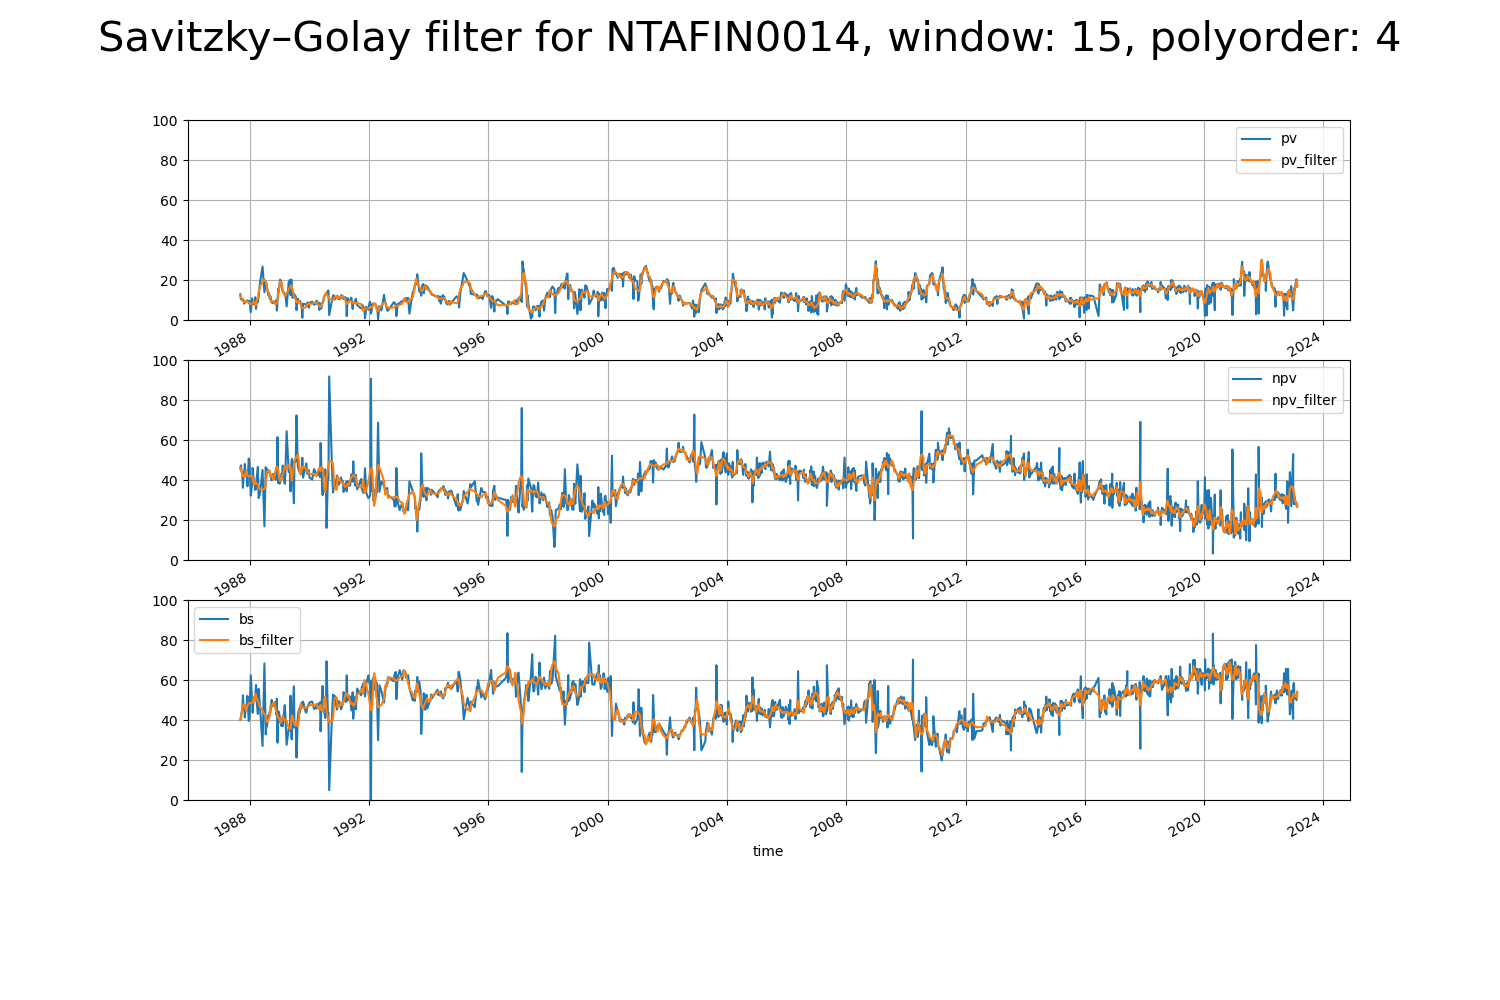 Savitzky–Golay filter for NTAFIN0014, window: 15, polyorder: 4
100
80
60
40
20
0
pv
pv_filter
1988 1992 1996 2000 2004 2008 2012 2016 2020 2024
100
80
60
40
20
0
npv
npv_filter
1988 1992 1996 2000 2004 2008 2012 2016 2020 2024
100
80
60
40
20
0
bs
bs_filter
1988 1992 1996 2000 2004 2008 2012 2016 2020 2024
time